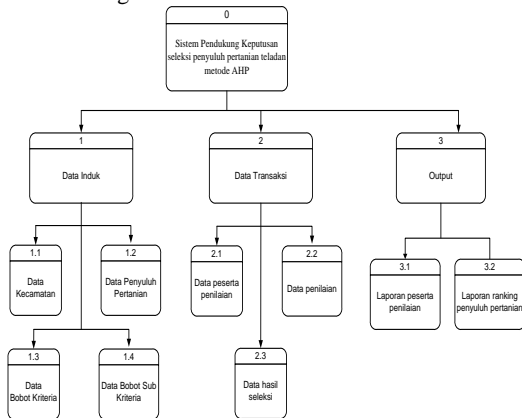 0
Sistem Pendukung Keputusan
seleksi penyuluh pertanian teladan
metode AHP
1
Data Induk
2
Data Transaksi
3
Output
1.1
Data
Kecamatan
1.2
Data Penyuluh
Pertanian
2.1
Data peserta
penilaian
2.2
Data penilaian
3.1
Laporan peserta
penilaian
3.2
Laporan ranking
penyuluh pertanian
1.3
Data
Bobot Kriteria
1.4
Data Bobot Sub
Kriteria
2.3
Data hasil
seleksi